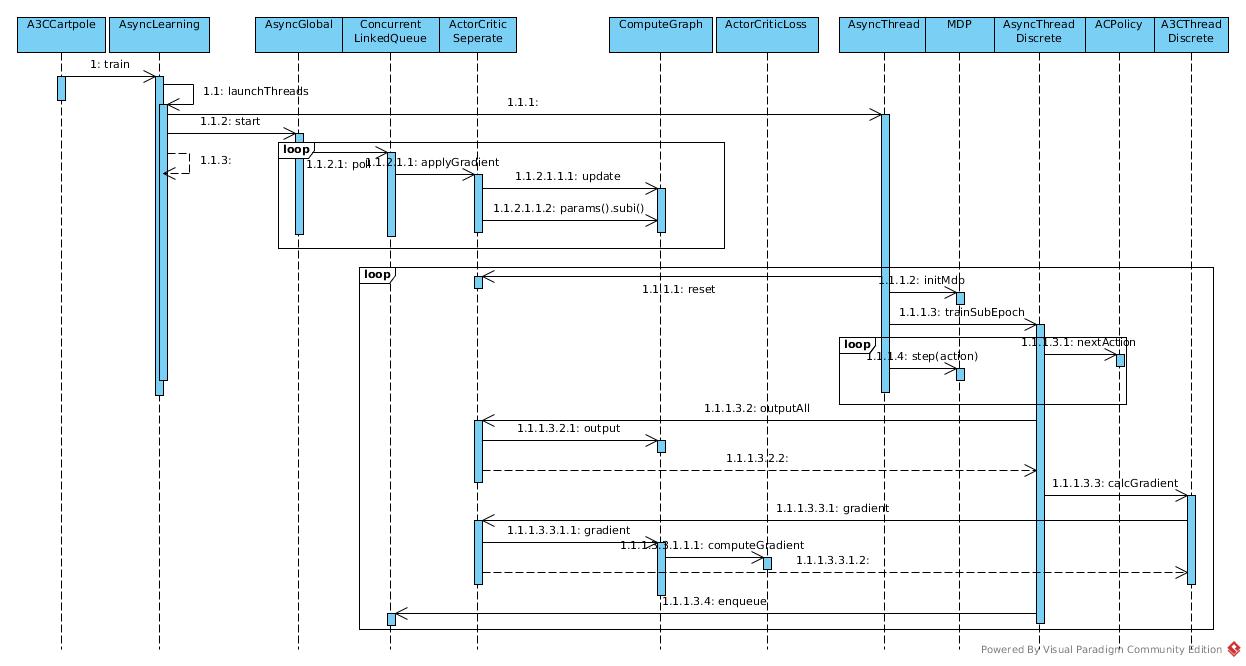 A3CCartpole
AsyncLearning
AsyncGlobal
Concurrent
LinkedQueue
ActorCritic
Seperate
ComputeGraph
ActorCriticLoss
AsyncThread
MDP
AsyncThread
Discrete
ACPolicy
A3CThread
Discrete
1: train
1.1: launchThreads
1.1.1:
1.1.2: start
loop
1.1.3:
1.1.2.1: poll
1.1.2.1.1: applyGradient
1.1.2.1.1.1: update
1.1.2.1.1.2: params().subi()
loop
1.1.1.1: reset
1.1.1.2: initMdp
1.1.1.3: trainSubEpoch
loop
1.1.1.3.1: nextAction
1.1.1.4: step(action)
1.1.1.3.2: outputAll
1.1.1.3.2.1: output
1.1.1.3.2.2:
1.1.1.3.3: calcGradient
1.1.1.3.3.1: gradient
1.1.1.3.3.1.1: gradient
1.1.1.3.3.1.1.1: computeGradient
1.1.1.3.3.1.2:
1.1.1.3.4: enqueue
Powered By Visual Paradigm Community Edition